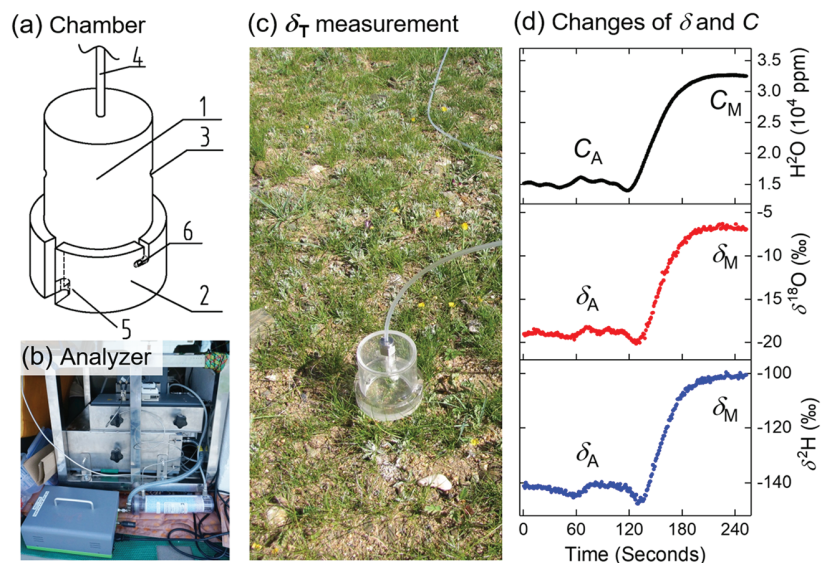 (a) Chamber
4
1
3
6
2
5
(b) Analyzer
(c) δT measurement
(d) Changes of δ and C
3.5
3.0
2.5
2.0
1.5
H²O (10⁴ ppm)
CA
CM
-5
-10
-15
-20
δ¹⁸O (‰)
δA
δM
-100
-120
-140
δ²H (‰)
δA
δM
0 60 120 180 240
Time (Seconds)